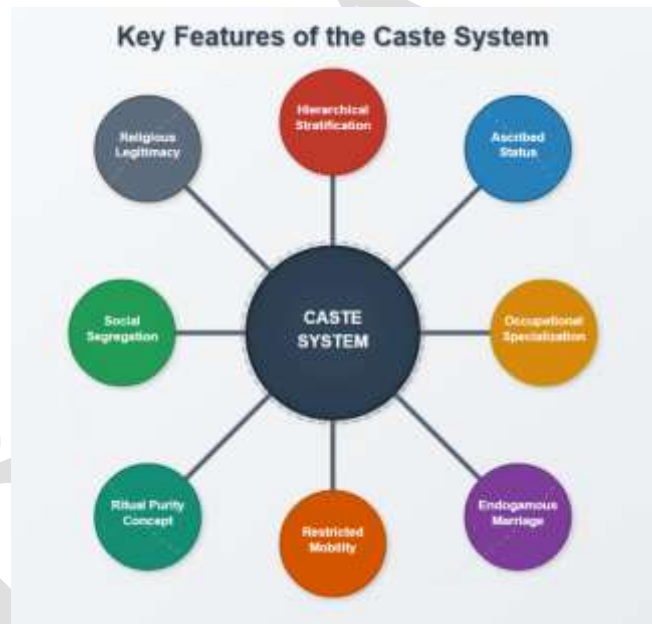 Key Features of the Caste System
Hierarchical
Stratification
Religious
Legitimacy
Ascribed
Status
CASTE
SYSTEM
Social
Segregation
Occupational
Specialization
Ritual Purity
Concept
Restricted
Mobility
Endogamous
Marriage